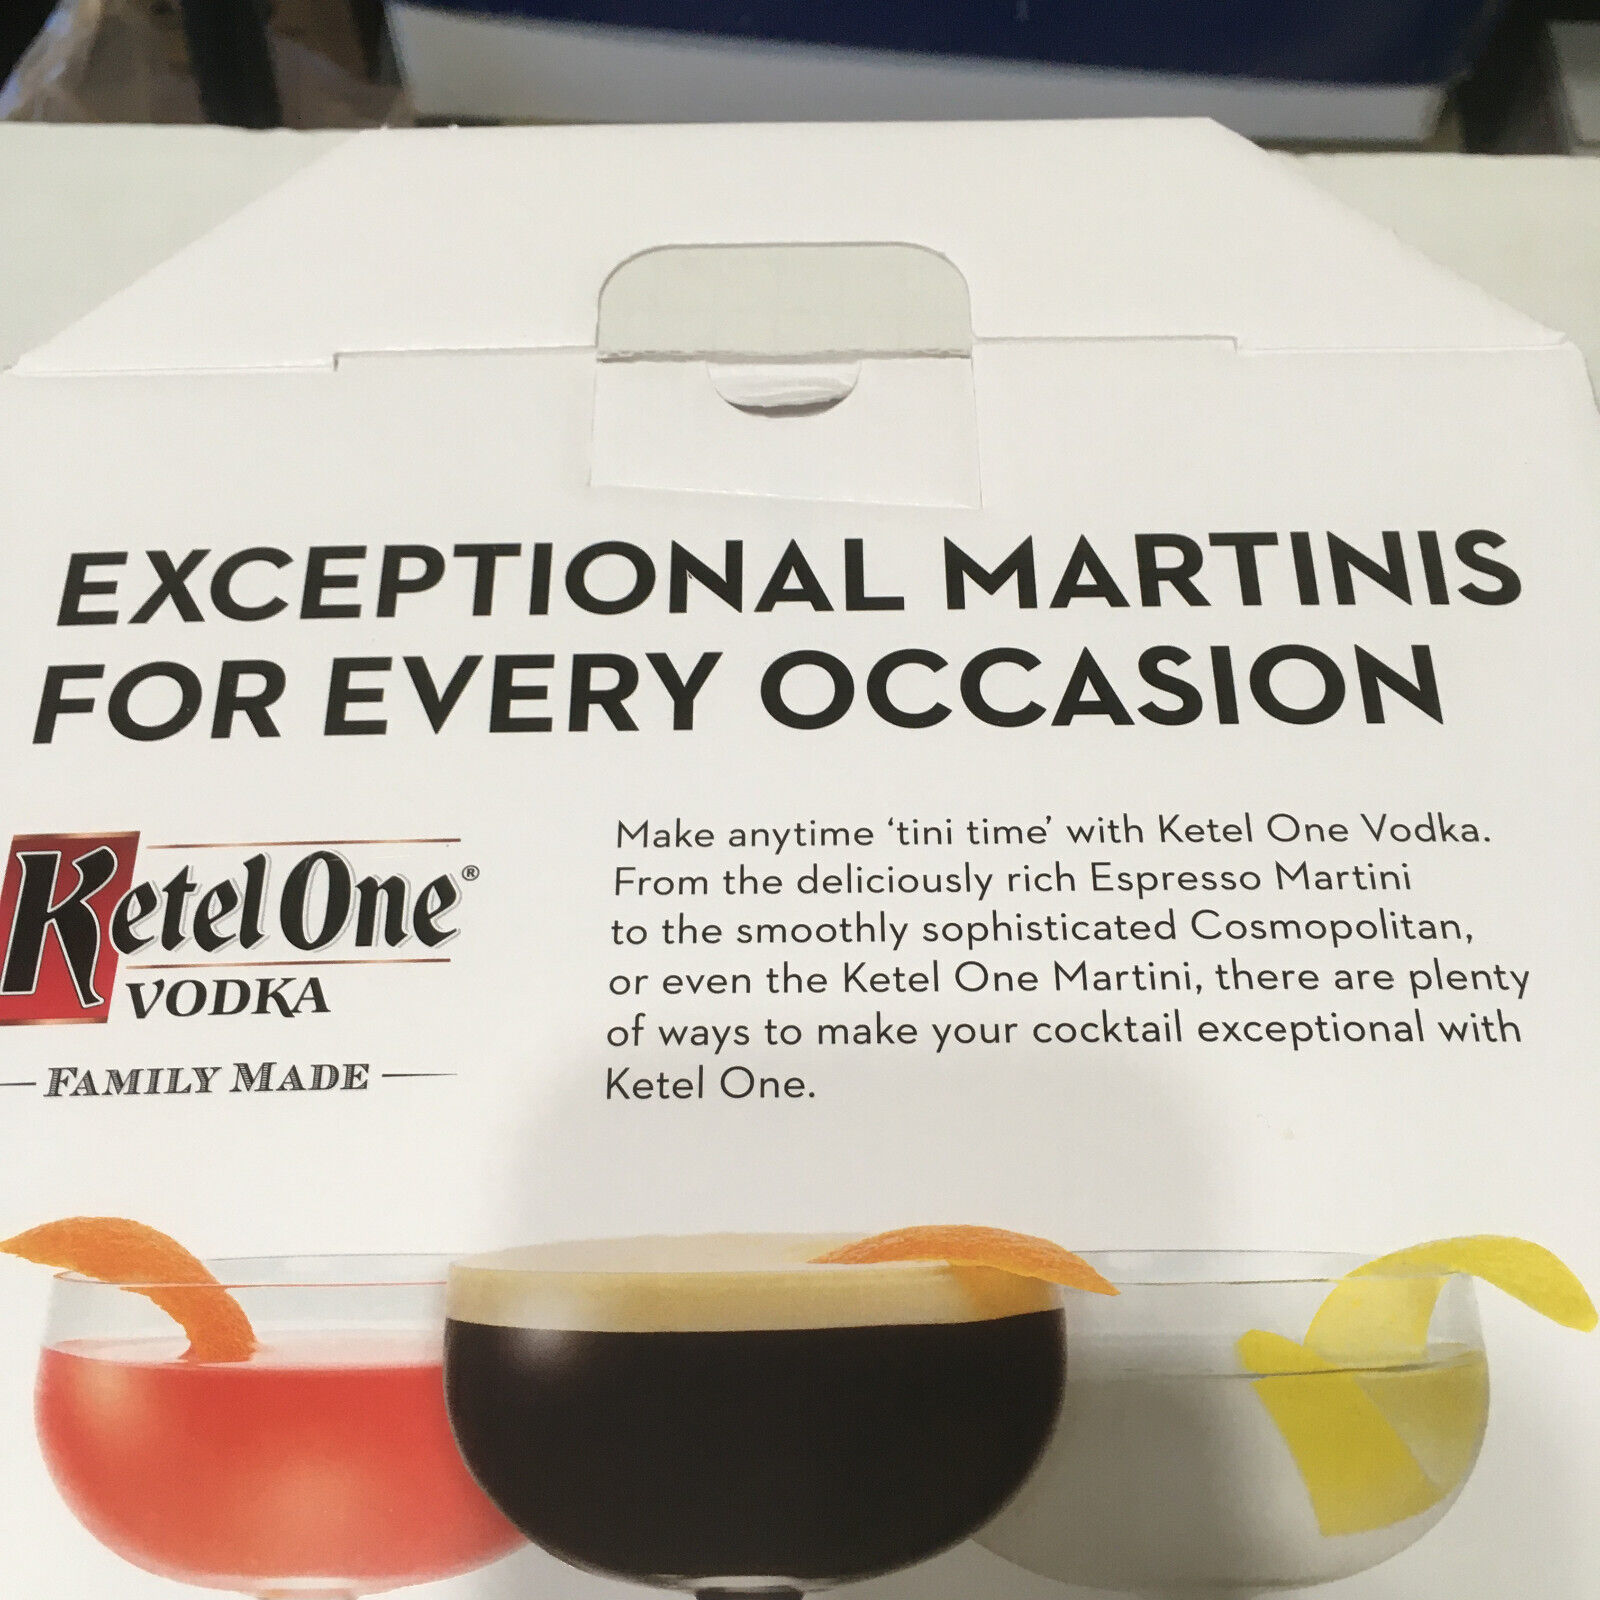 EXCEPTIONAL MARTINIS
FOR EVERY OCCASION
Ketel One®
VODKA
FAMILY MADE
Make anytime ‘tini time’ with Ketel One Vodka.
From the deliciously rich Espresso Martini
to the smoothly sophisticated Cosmopolitan,
or even the Ketel One Martini, there are plenty
of ways to make your cocktail exceptional with
Ketel One.